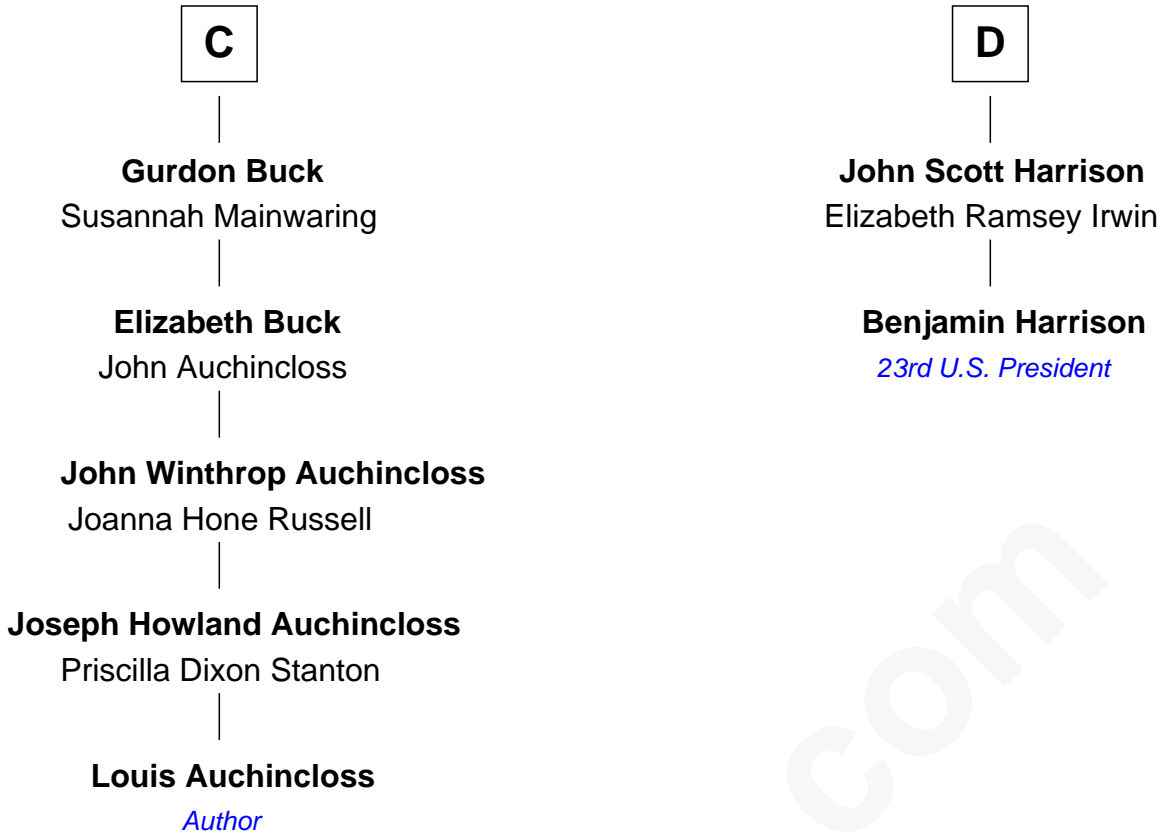 C
Gurdon Buck
Susannah Mainwaring
Elizabeth Buck
John Auchincloss
John Winthrop Auchincloss
Joanna Hone Russell
Joseph Howland Auchincloss
Priscilla Dixon Stanton
Louis Auchincloss
Author
D
John Scott Harrison
Elizabeth Ramsey Irwin
Benjamin Harrison
23rd U.S. President
com